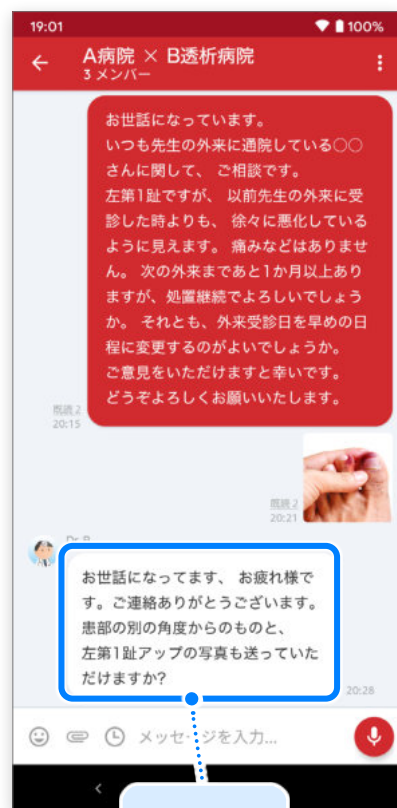 19:01
100%
A病院 × B透析病院
3 メンバー
お世話になっています。
いつも先生の外来に通院している〇〇
さんに関して、 ご相談です。
左第1趾ですが、 以前先生の外来に受
診した時よりも、 徐々に悪化している
ように見えます。 痛みなどはありませ
ん。 次の外来まであと1か月以上あり
ますが、処置継続でよろしいでしょう
か。 それとも、外来受診日を早めの日
程に変更するのがよいでしょうか。
ご意見をいただけますと幸いです。
どうぞよろしくお願いいたします。
既読 2
20:15
既読 2
20:21
お世話になってます、 お疲れ様で
す。ご連絡ありがとうございます。
患部の別の角度からのものと、
左第1趾アップの写真も送っていた
だけますか?
20:28
メッセージを入力...